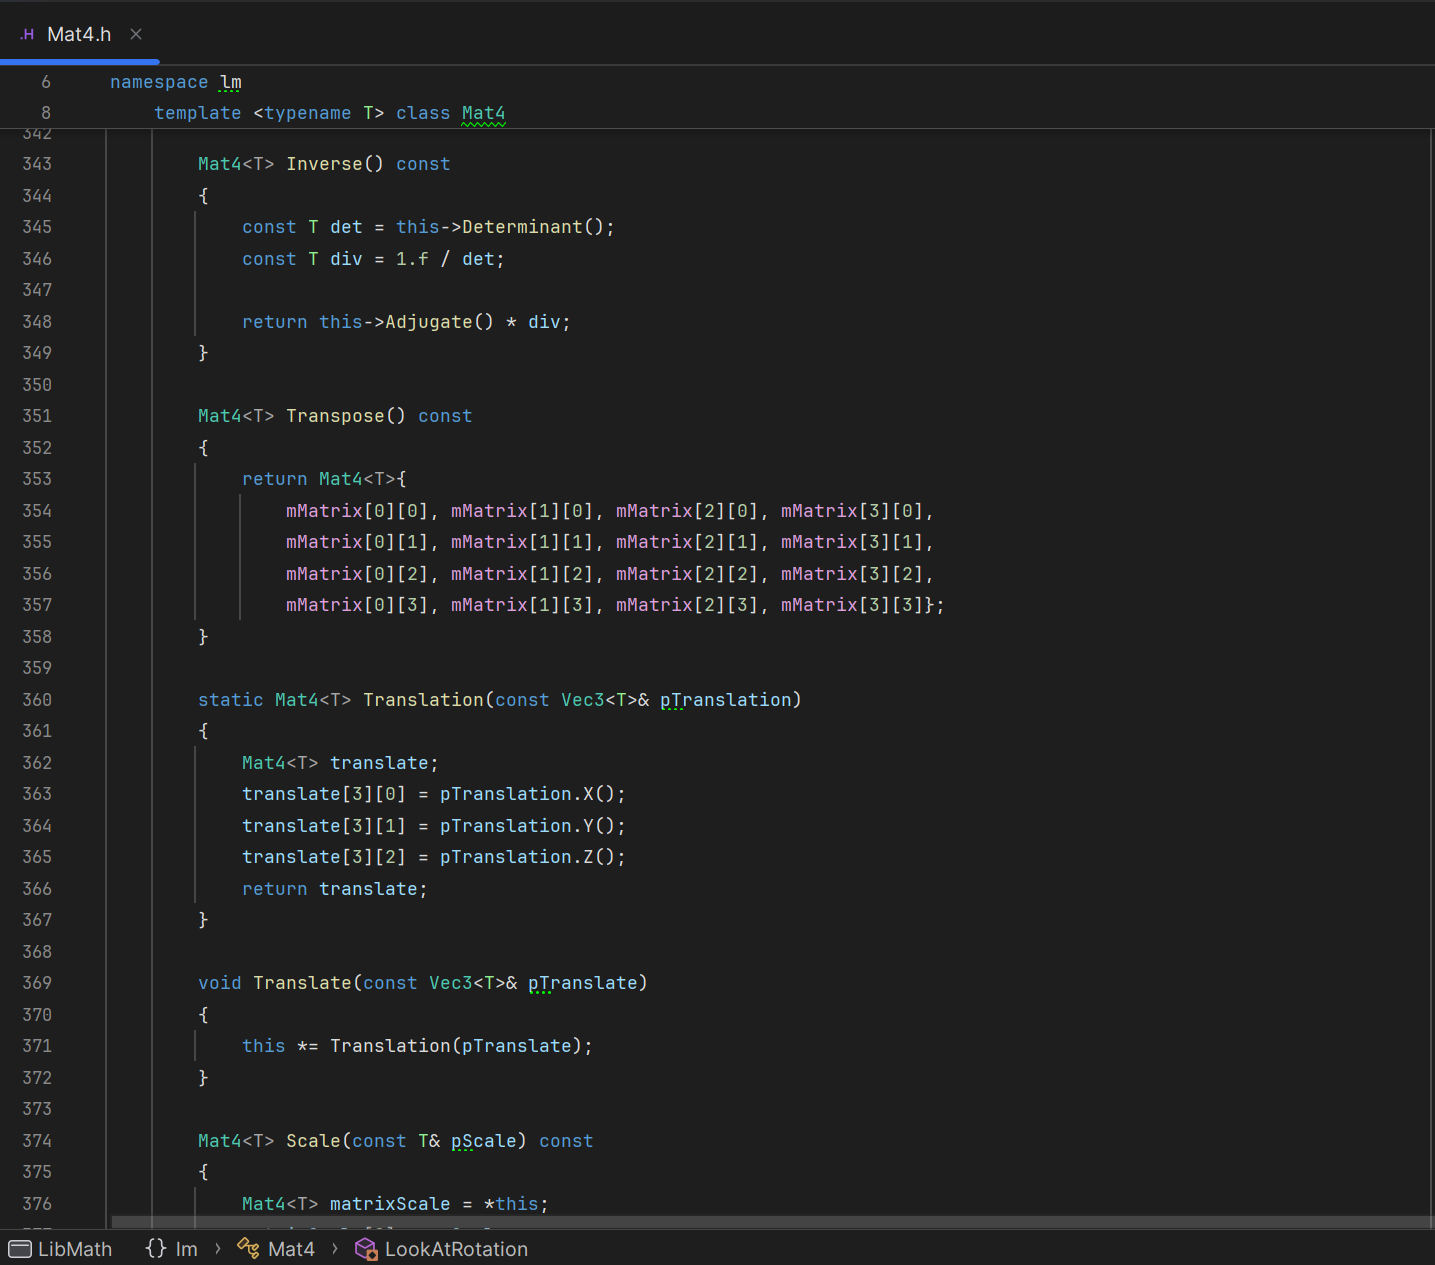 .H Mat4.h ×
6 namespace lm
8 template <typename T> class Mat4
342
343 Mat4<T> Inverse() const
344 {
345 const T det = this->Determinant();
346 const T div = 1.f / det;
347
348 return this->Adjugate() * div;
349 }
350
351 Mat4<T> Transpose() const
352 {
353 return Mat4<T>{
354 mMatrix[0][0], mMatrix[1][0], mMatrix[2][0], mMatrix[3][0],
355 mMatrix[0][1], mMatrix[1][1], mMatrix[2][1], mMatrix[3][1],
356 mMatrix[0][2], mMatrix[1][2], mMatrix[2][2], mMatrix[3][2],
357 mMatrix[0][3], mMatrix[1][3], mMatrix[2][3], mMatrix[3][3]};
358 }
359
360 static Mat4<T> Translation(const Vec3<T>& pTranslation)
361 {
362 Mat4<T> translate;
363 translate[3][0] = pTranslation.X();
364 translate[3][1] = pTranslation.Y();
365 translate[3][2] = pTranslation.Z();
366 return translate;
367 }
368
369 void Translate(const Vec3<T>& pTranslate)
370 {
371 this *= Translation(pTranslate);
372 }
373
374 Mat4<T> Scale(const T& pScale) const
375 {
376 Mat4<T> matrixScale = *this;
LibMath {} lm › Mat4 › LookAtRotation